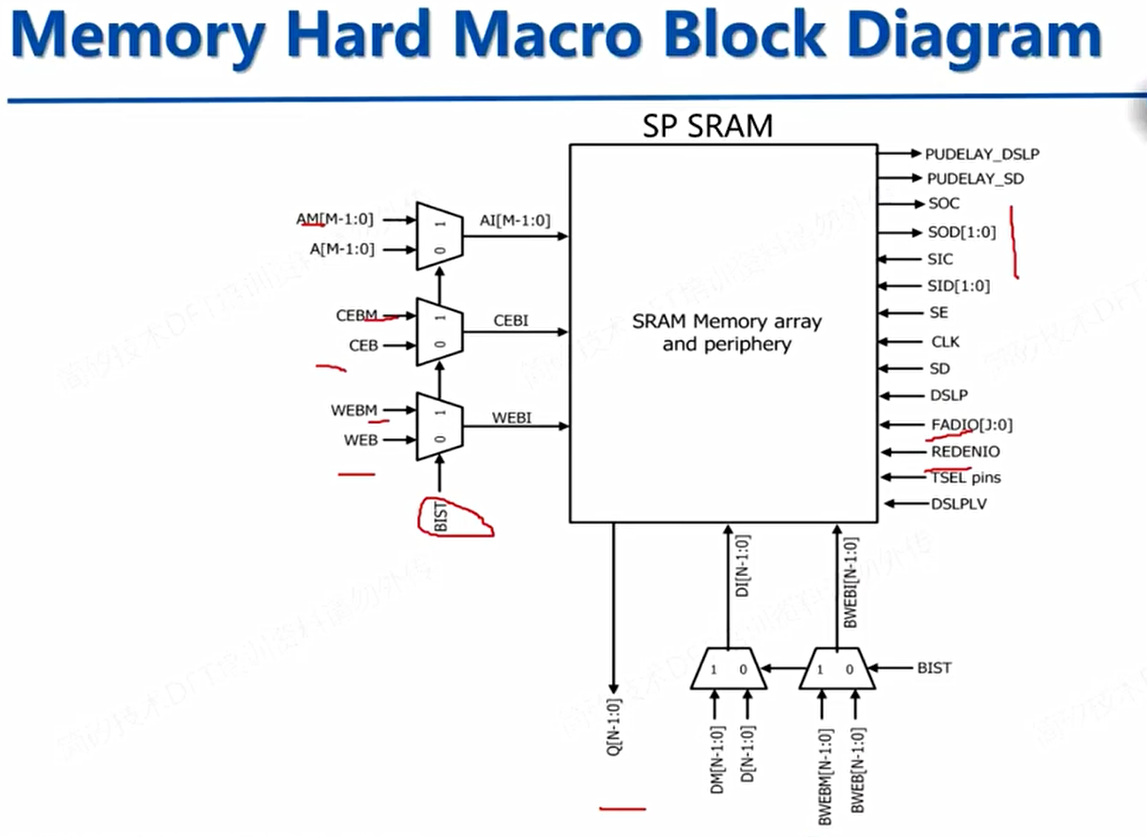 Memory Hard Macro Block Diagram
SP SRAM
AM[M-1:0]
1
AI[M-1:0]
A[M-1:0]
0
CEBM
1
CEBI
CEB
0
WEBM
1
WEBI
WEB
0
BIST
SRAM Memory array
and periphery
PUDELAY_DSLP
PUDELAY_SD
SOC
SOD[1:0]
SIC
SID[1:0]
SE
CLK
SD
DSLP
FADIO[J:0]
REDENIO
TSEL pins
DSLPLV
DI[N-1:0]
BWEBI[N-1:0]
1 0
1 0
BIST
Q[N-1:0]
DM[N-1:0]
D[N-1:0]
BWEBM[N-1:0]
BWEB[N-1:0]